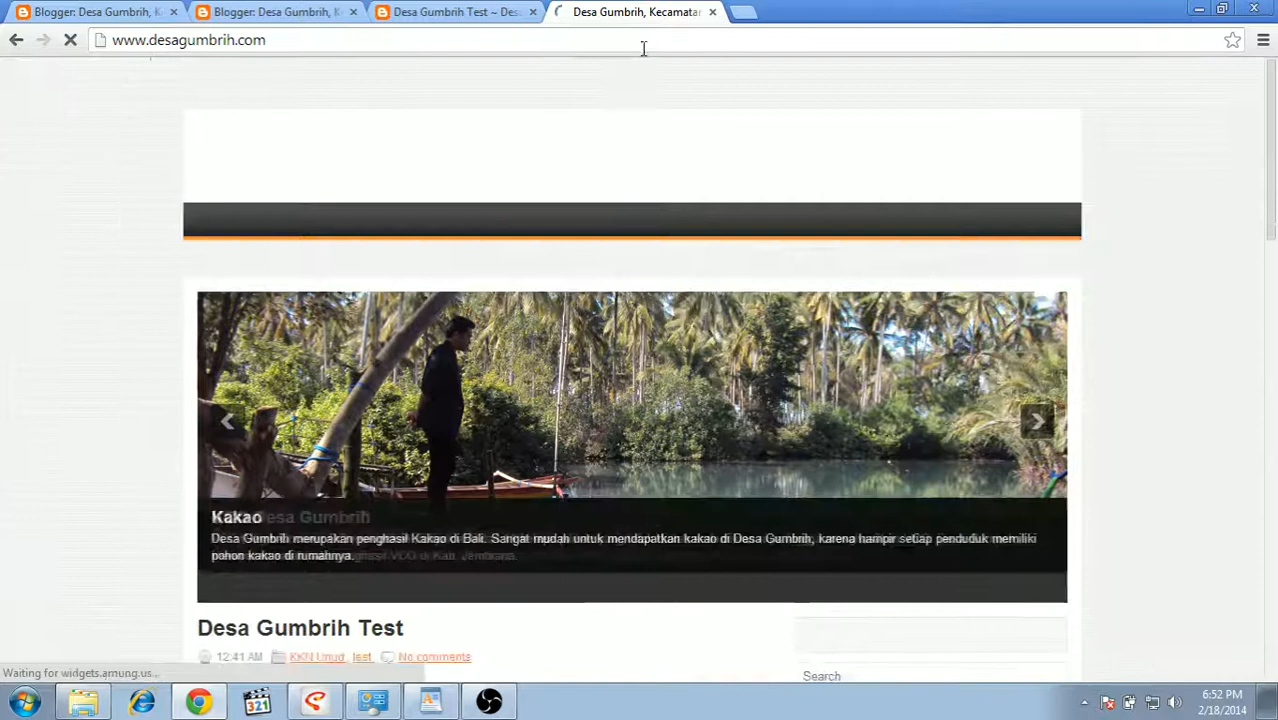 Blogger: Desa Gumbrih, K
Blogger: Desa Gumbrih, K
Desa Gumbrih Test ~ Des
Desa Gumbrih, Kecamatan
www.desagumbrih.com
Kakao
Desa Gumbrih
Desa Gumbrih merupakan penghasil Kakao di Bali. Sangat mudah untuk mendapatkan kakao di Desa Gumbrih, karena hampir setiap penduduk memiliki
pohon kakao di rumahnya.
Desa Gumbrih Test
12:41 AM KKN Unud, test No comments
Search
Waiting for widgets.amung.us...
321
6:52 PM
2/18/2014